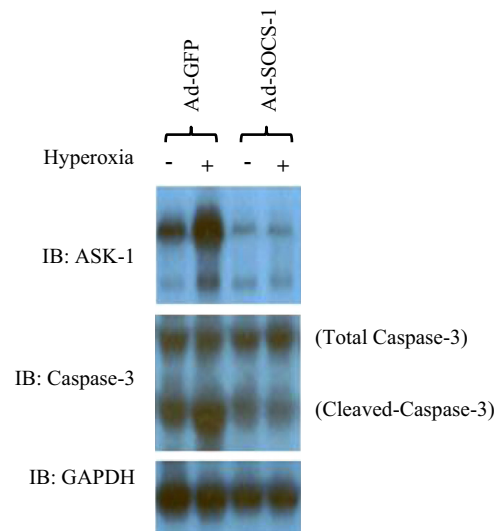 Ad-GFP
Ad-SOCS-1
Hyperoxia - + - +
IB: ASK-1
(Total Caspase-3)
IB: Caspase-3
(Cleaved-Caspase-3)
IB: GAPDH